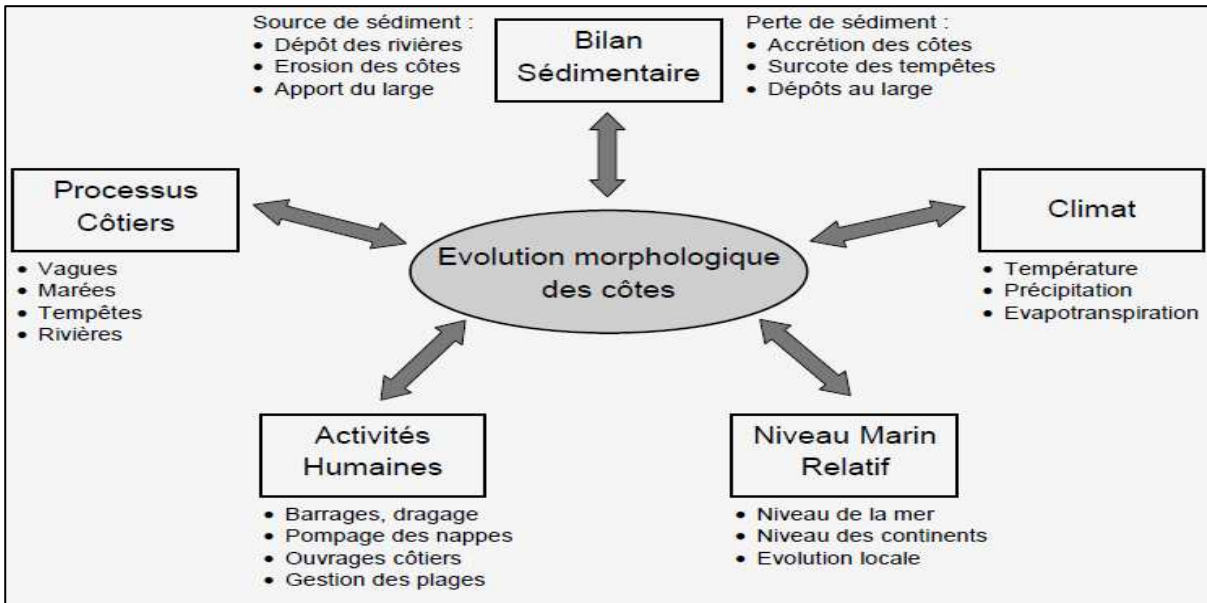 Source de sédiment :
• Dépôt des rivières
• Erosion des côtes
• Apport du large
Bilan
Sédimentaire
Perte de sédiment :
• Accrétion des côtes
• Surcote des tempêtes
• Dépôts au large
Processus
Côtiers
• Vagues
• Marées
• Tempêtes
• Rivières
Evolution morphologique
des côtes
Climat
• Température
• Précipitation
• Evapotranspiration
Activités
Humaines
• Barrages, dragage
• Pompage des nappes
• Ouvrages côtiers
• Gestion des plages
Niveau Marin
Relatif
• Niveau de la mer
• Niveau des continents
• Evolution locale